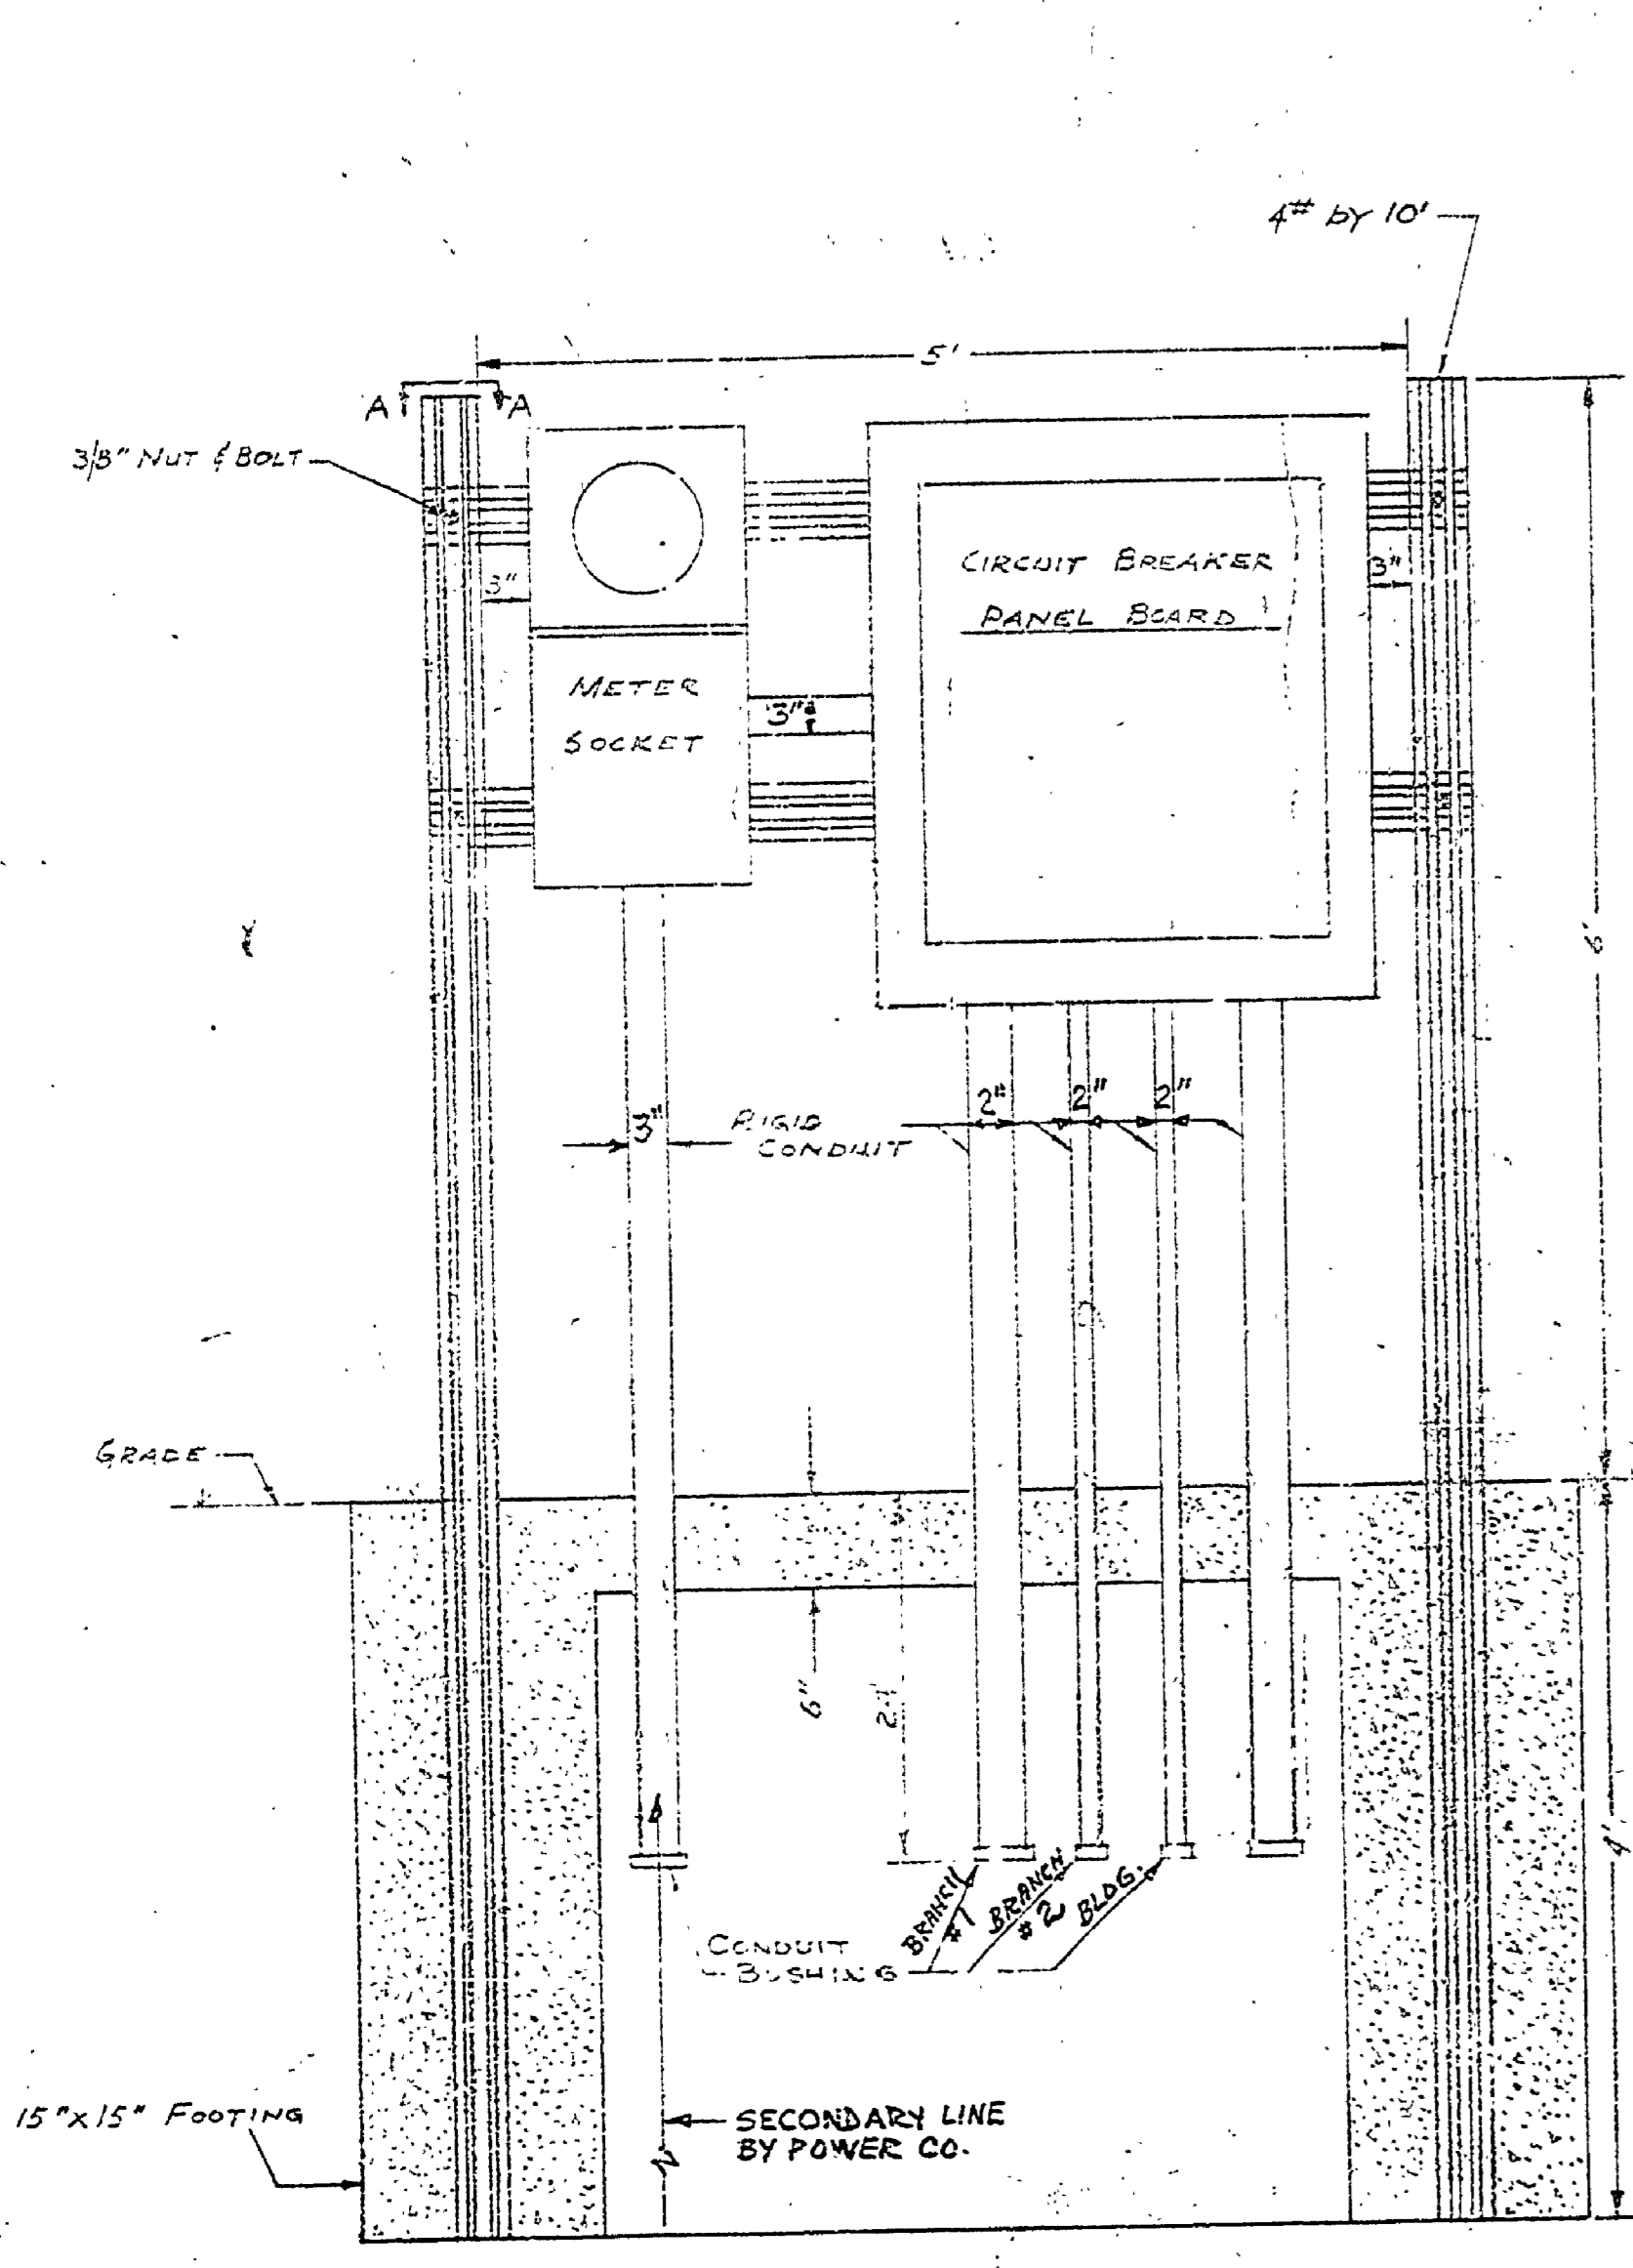 4# by 10'
5'
A A
3/8" NUT & BOLT
3"
CIRCUIT BREAKER
PANEL BOARD
3"
METER
SOCKET
3"
6'
3"
RIGID
CONDUIT
2" 2" 2"
GRADE
6"
2'
4'
BRANCH
#1
BRANCH
#2
BLDG.
CONDUIT
BUSHING
15"x15" FOOTING
SECONDARY LINE
BY POWER CO.